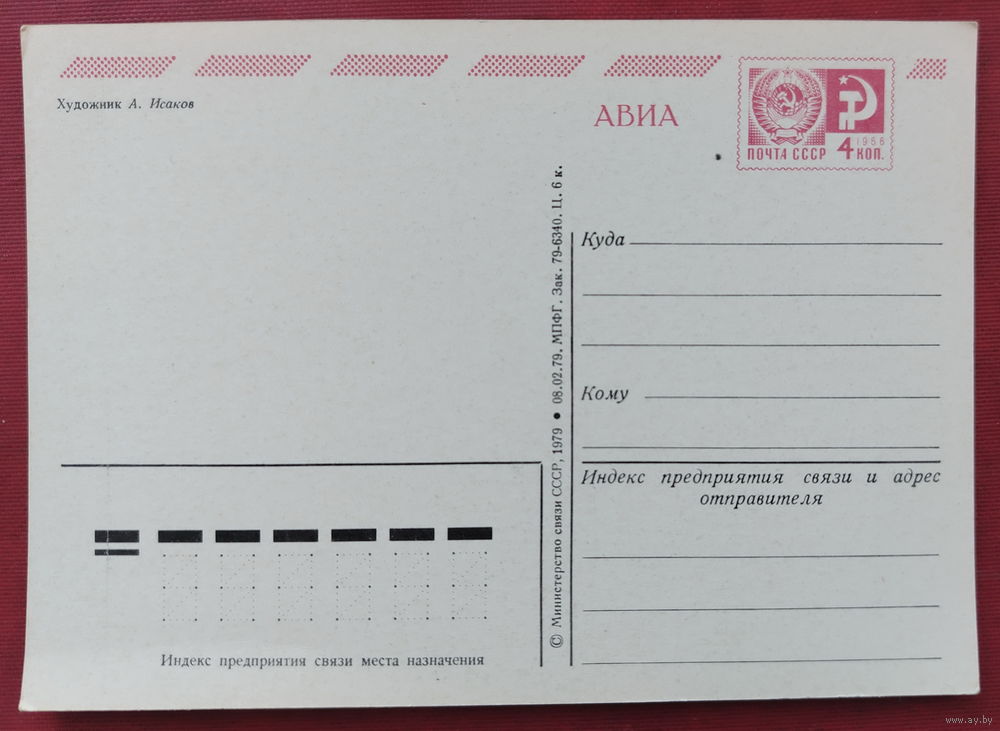 Художник А. Исаков
АВИА
1966
ПОЧТА СССР 4 КОП.
Куда
Кому
Индекс предприятия связи и адрес
отправителя
© Министерство связи СССР, 1979 ● 08.02.79. МПФГ. Зак. 79-6340. Ц. 6 к.
Индекс предприятия связи места назначения
www.ay.by